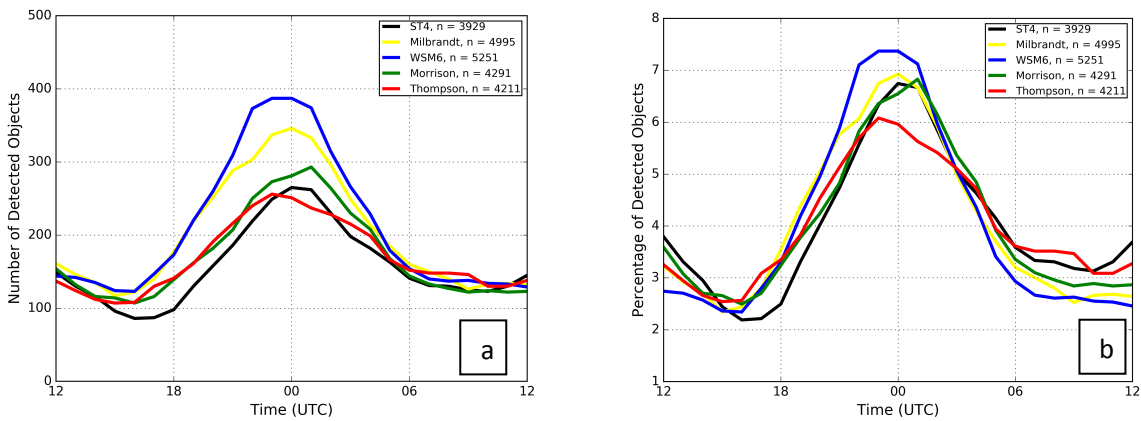 500
400
300
200
100
0
Number of Detected Objects
ST4, n = 3929
Milbrandt, n = 4995
WSM6, n = 5251
Morrison, n = 4291
Thompson, n = 4211
a
12
18
00
06
12
Time (UTC)
8
7
6
5
4
3
2
1
Percentage of Detected Objects
ST4, n = 3929
Milbrandt, n = 4995
WSM6, n = 5251
Morrison, n = 4291
Thompson, n = 4211
b
12
18
00
06
12
Time (UTC)